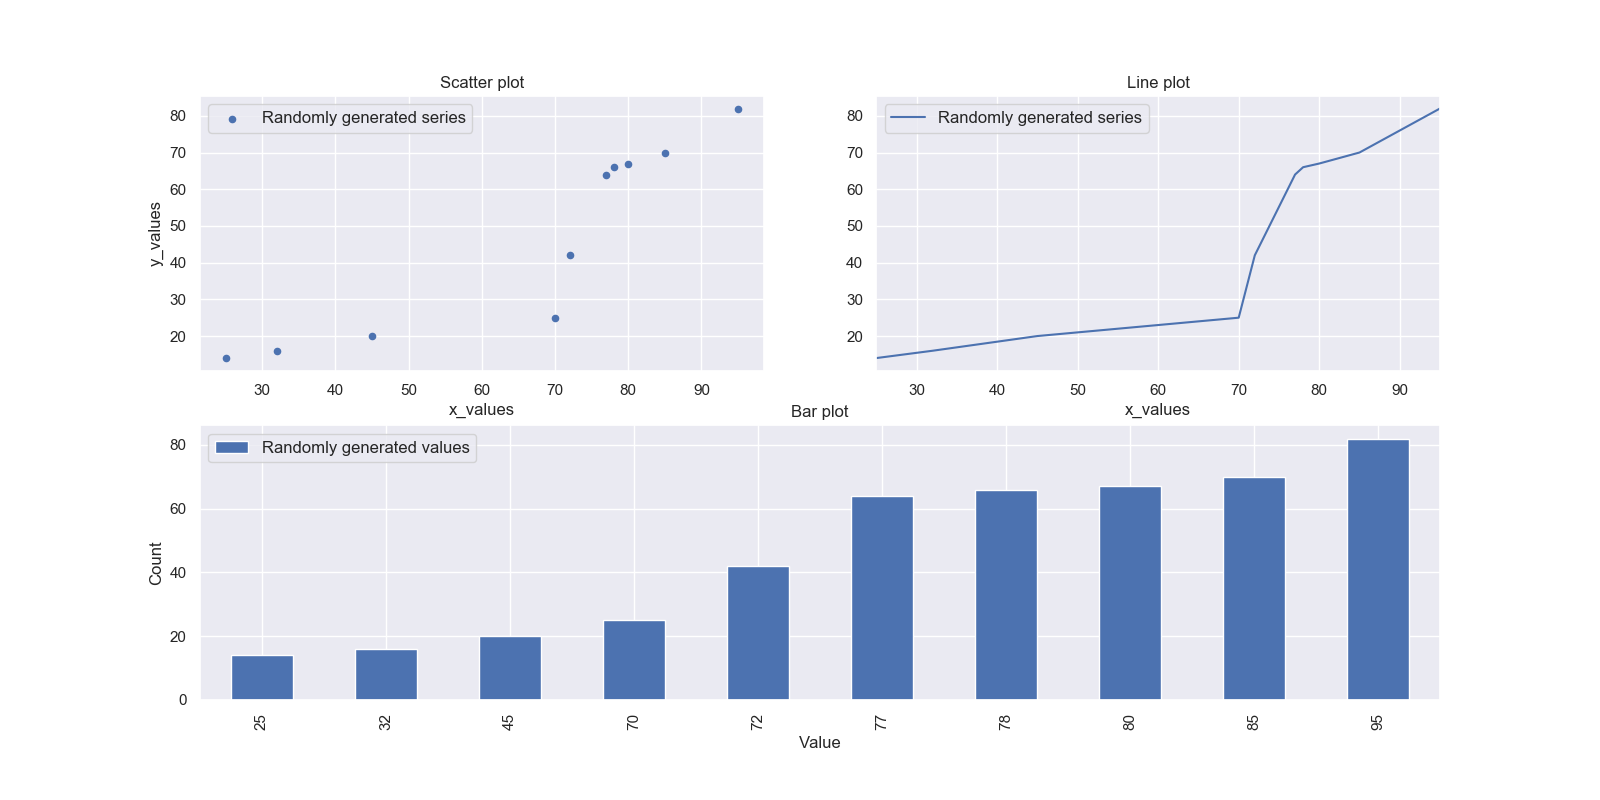 Scatter plot
Randomly generated series
80
70
60
50
40
30
20
y_values
30 40 50 60 70 80 90
x_values
Line plot
Randomly generated series
80
70
60
50
40
30
20
30 40 50 60 70 80 90
x_values
Bar plot
Randomly generated values
80
60
40
20
0
Count
25 32 45 70 72 77 78 80 85 95
Value